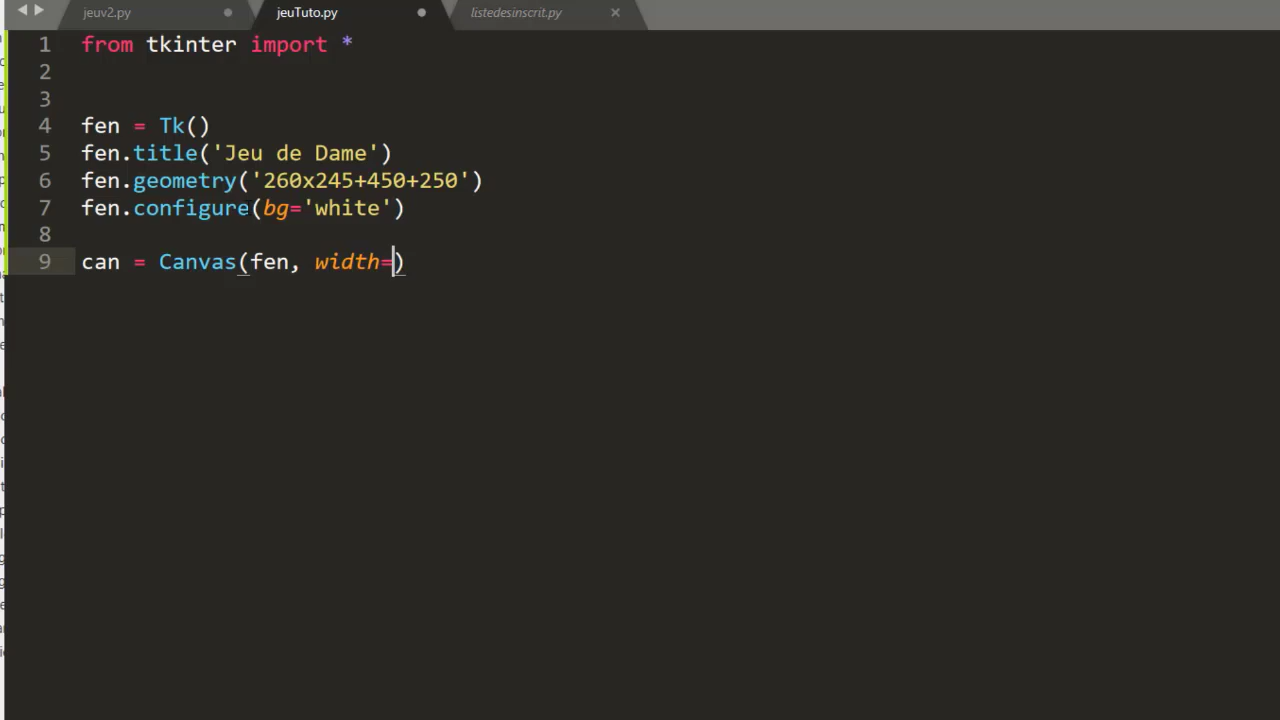 jeuv2.py
jeuTuto.py
listedesinscrit.py
1 from tkinter import *
2
3
4 fen = Tk()
5 fen.title('Jeu de Dame')
6 fen.geometry('260x245+450+250')
7 fen.configure(bg='white')
8
9 can = Canvas(fen, width=)